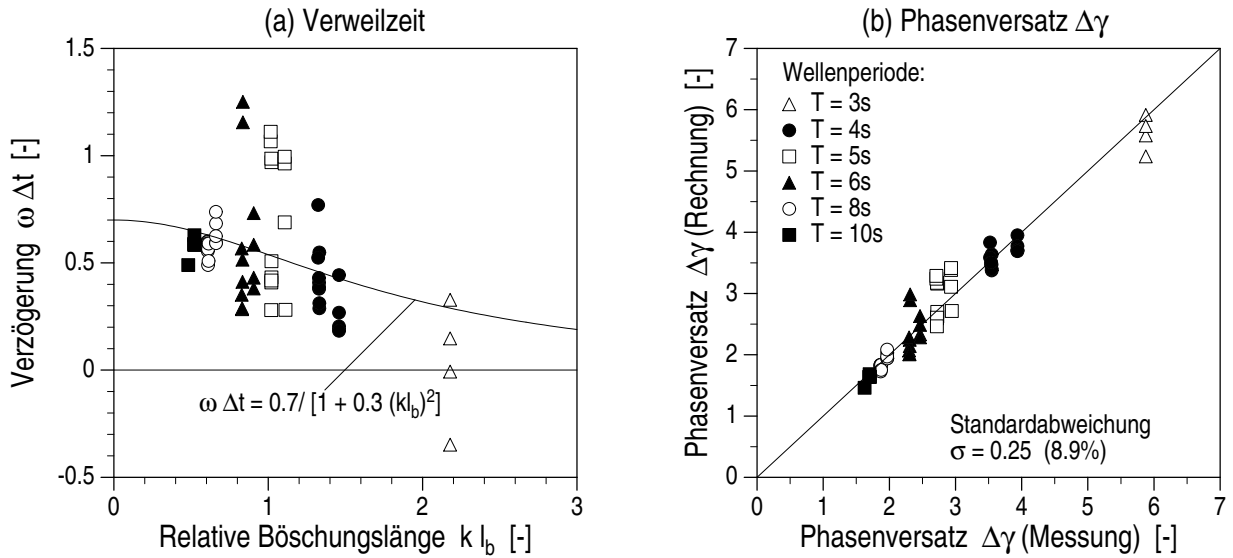 (a) Verweilzeit
1.5
1
0.5
0
-0.5
Verzögerung ω Δt [-]
ω Δt = 0.7/ [1 + 0.3 (kl_b)²]
0 1 2 3
Relative Böschungslänge k l_b [-]
(b) Phasenversatz Δγ
7
6
5
4
3
2
1
0
Phasenversatz Δγ (Rechnung) [-]
Wellenperiode:
T = 3s
T = 4s
T = 5s
T = 6s
T = 8s
T = 10s
Standardabweichung
σ = 0.25 (8.9%)
0 1 2 3 4 5 6 7
Phasenversatz Δγ (Messung) [-]